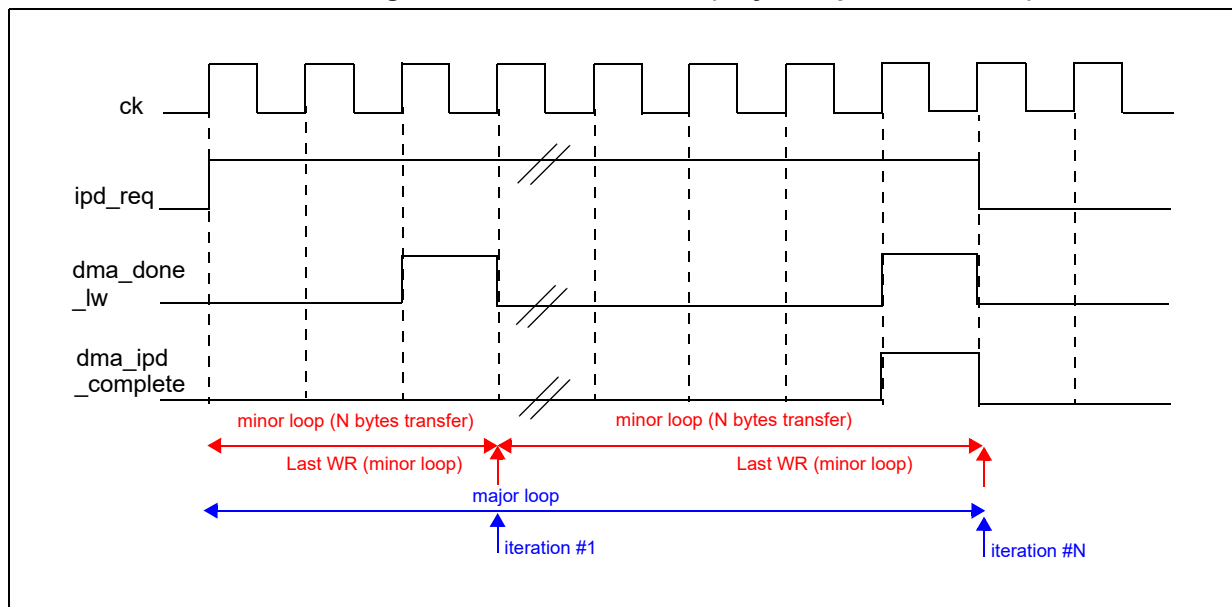 ck
ipd_req
dma_done
_lw
dma_ipd
_complete
minor loop (N bytes transfer)
minor loop (N bytes transfer)
Last WR (minor loop)
Last WR (minor loop)
major loop
iteration #1
iteration #N